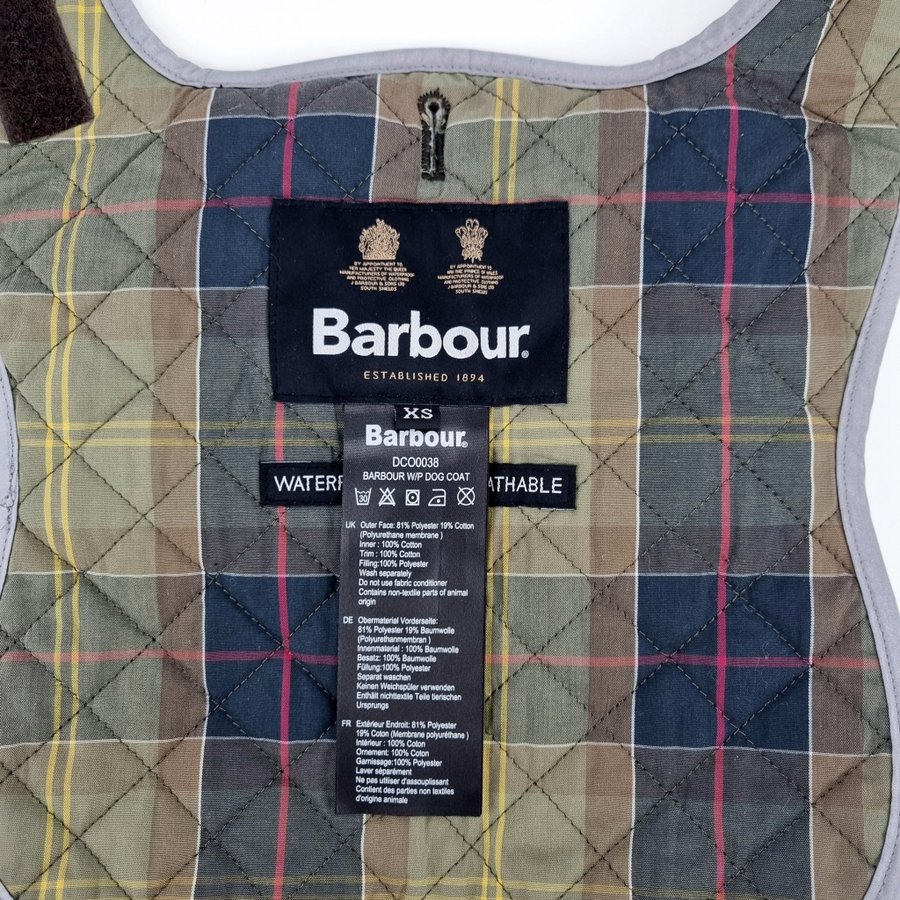 BY APPOINTMENT TO
HER MAJESTY THE QUEEN
MANUFACTURERS OF WATERPROOF
AND PROTECTIVE CLOTHING
J BARBOUR & SONS LTD
SOUTH SHIELDS
BY APPOINTMENT TO
HRH THE PRINCE OF WALES
MANUFACTURERS OF WATERPROOF
AND PROTECTIVE CLOTHING
J BARBOUR & SONS LTD
SOUTH SHIELDS
Barbour®
ESTABLISHED 1894
XS
Barbour®
DCO0038
BARBOUR W/P DOG COAT
WATERF
ATHABLE
30
UK Outer Face: 81% Polyester 19% Cotton
(Polyurethane membrane )
Inner : 100% Cotton
Trim : 100% Cotton
Filling:100% Polyester
Wash separately
Do not use fabric conditioner
Contains non-textile parts of animal
origin
DE Obermaterial Vorderseite:
81% Polyester 19% Baumwolle
(Polyurethanmembran )
Innenmaterial : 100% Baumwolle
Besatz: 100% Baumwolle
Füllung:100% Polyester
Separat waschen
Keinen Weichspüler verwenden
Enthält nichttextile Teile tierischen
Ursprungs
FR Extérieur Endroit: 81% Polyester
19% Coton (Membrane polyuréthane )
Intérieur : 100% Coton
Ornement: 100% Coton
Garnissage:100% Polyester
Laver séparément
Ne pas utiliser d'assouplissant
Contient des parties non textiles
d'origine animale